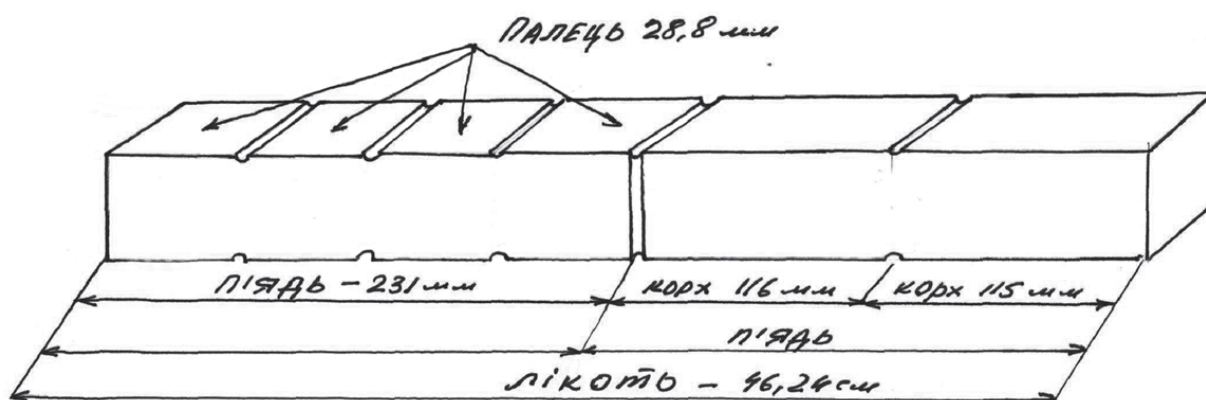 ПАЛЕЦЬ 28,8 мм
П'ЯДЬ - 231 мм
КОРХ 116 мм
КОРХ 115 мм
П'ЯДЬ
ЛІКОТЬ - 46,24 см